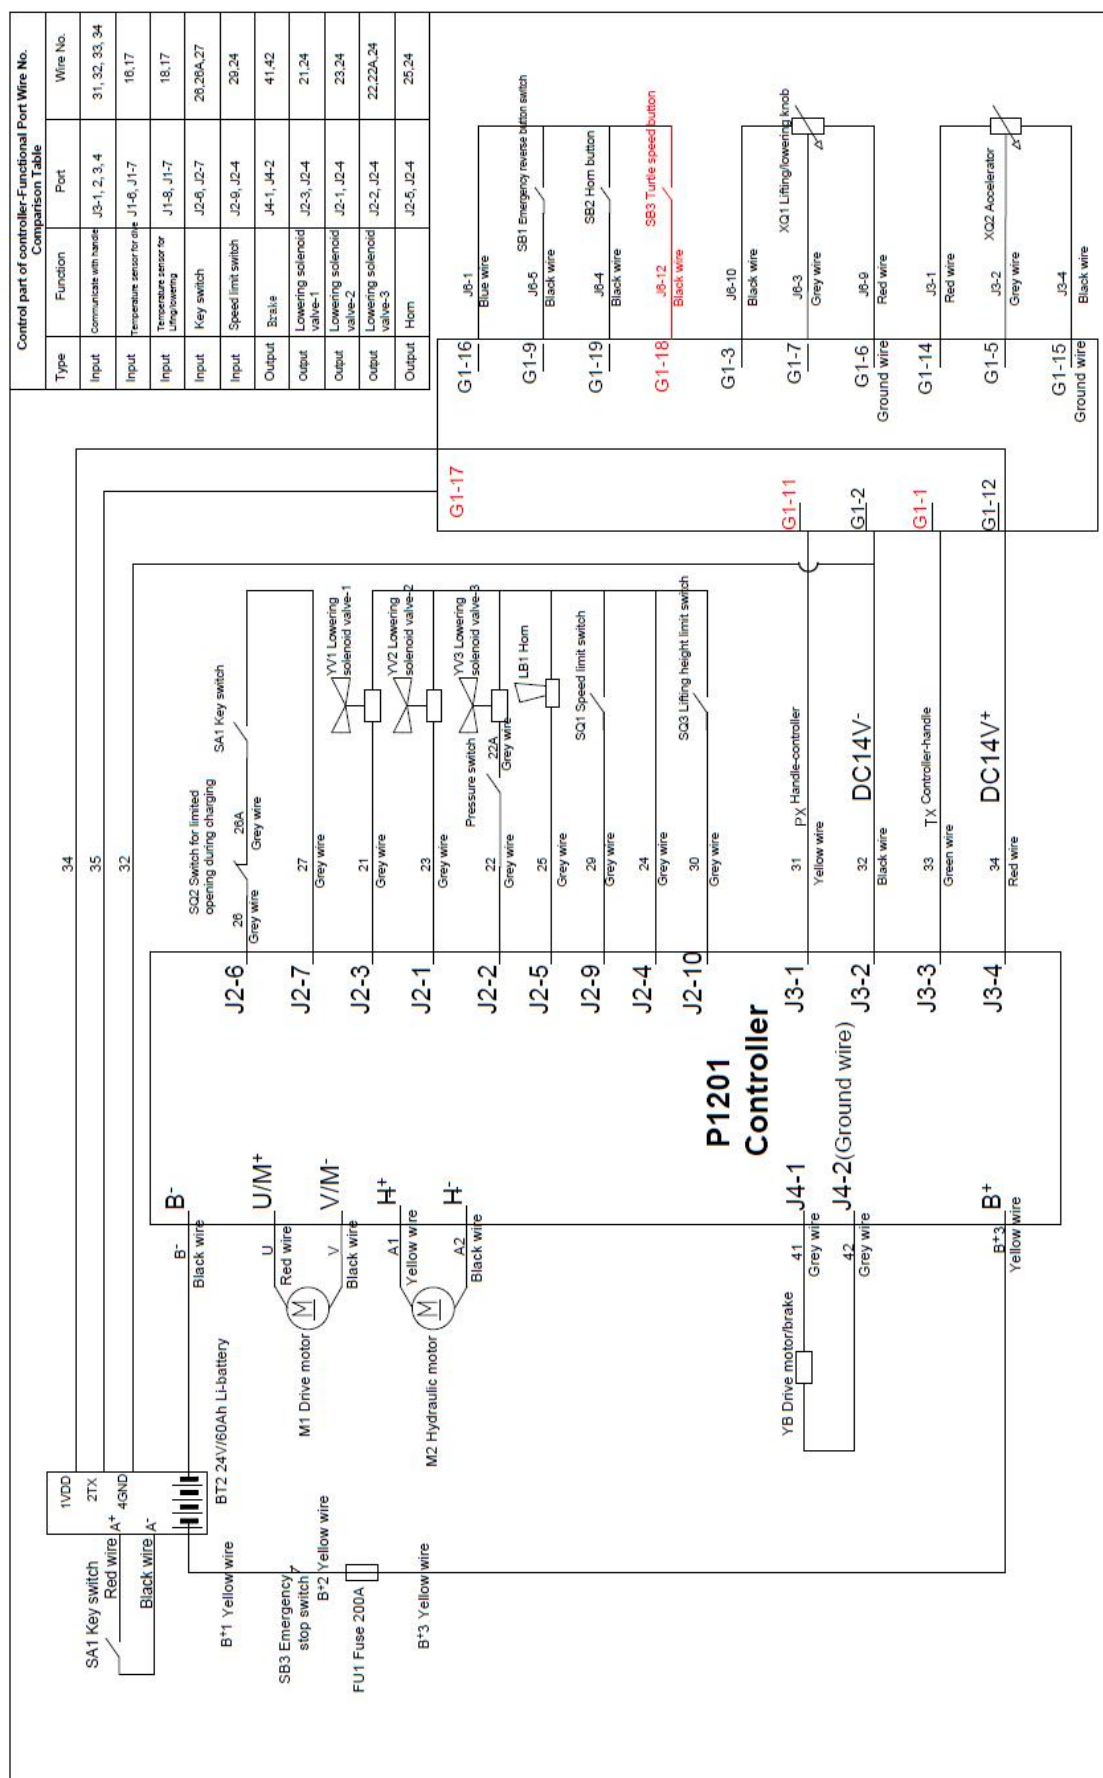 Control part of controller-Functional Port Wire No.
Comparison Table
Type Function Port Wire No.
Input Communicate with handle J3-1, 2, 3, 4 31, 32, 33, 34
Input Temperature sensor for drive J1-6, J1-7 16,17
Input Temperature sensor for
Lifting/lowering J1-8, J1-7 18,17
Input Key switch J2-6, J2-7 26,26A,27
Input Speed limit switch J2-9, J2-4 29,24
Output Brake J4-1, J4-2 41,42
Output Lowering solenoid
valve-1 J2-3, J2-4 21,24
Output Lowering solenoid
valve-2 J2-1, J2-4 23,24
Output Lowering solenoid
valve-3 J2-2, J2-4 22,22A,24
Output Horn J2-5, J2-4 25,24
SA1 Key switch
Red wire
Black wire
1VDD
2TX
4GND
A+
A-
34
35
32
BT2 24V/60Ah Li-battery
B+1 Yellow wire
SB3 Emergency
stop switch
B+2 Yellow wire
FU1 Fuse 200A
B+3 Yellow wire
B-
Black wire
B-
U
Red wire
U/M+
M
M1 Drive motor
V
Black wire
V/M-
A1
Yellow wire
H+
M
M2 Hydraulic motor
A2
Black wire
H-
YB Drive motor/brake
41
Grey wire
J4-1
42
Grey wire
J4-2(Ground wire)
B+3
Yellow wire
B+
P1201
Controller
J2-6
26
Grey wire
SQ2 Switch for limited
opening during charging
26A
Grey wire
SA1 Key switch
J2-7
27
Grey wire
J2-3
21
Grey wire
YV1 Lowering
solenoid valve-1
J2-1
23
Grey wire
YV2 Lowering
solenoid valve-2
J2-2
22
Grey wire
Pressure switch
22A
Grey wire
YV3 Lowering
solenoid valve-3
J2-5
25
Grey wire
LB1 Horn
J2-9
29
Grey wire
SQ1 Speed limit switch
J2-4
24
Grey wire
J2-10
30
Grey wire
SQ3 Lifting height limit switch
J3-1
31
Yellow wire
PX Handle-controller
G1-11
J3-2
32
Black wire
DC14V-
G1-2
J3-3
33
Green wire
TX Controller-handle
G1-1
J3-4
34
Red wire
DC14V+
G1-12
G1-17
G1-16
J6-1
Blue wire
G1-9
J6-5
Black wire
SB1 Emergency reverse button switch
G1-19
J6-4
Black wire
SB2 Horn button
G1-18
J6-12
Black wire
SB3 Turtle speed button
G1-3
J6-10
Black wire
G1-7
J6-3
Grey wire
XQ1 Lifting/lowering knob
G1-6
Ground wire
J6-9
Red wire
G1-14
J3-1
Red wire
G1-5
J3-2
Grey wire
XQ2 Accelerator
G1-15
Ground wire
J3-4
Black wire